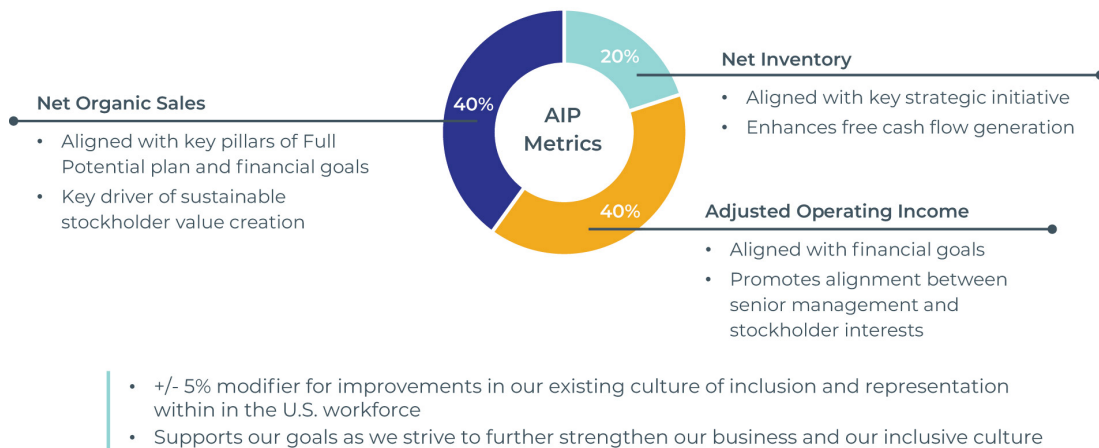 20%
Net Inventory
• Aligned with key strategic initiative
• Enhances free cash flow generation
Net Organic Sales
40%
• Aligned with key pillars of Full
Potential plan and financial goals
• Key driver of sustainable
stockholder value creation
AIP
Metrics
40%
Adjusted Operating Income
• Aligned with financial goals
• Promotes alignment between
senior management and
stockholder interests
• +/- 5% modifier for improvements in our existing culture of inclusion and representation
within in the U.S. workforce
• Supports our goals as we strive to further strengthen our business and our inclusive culture